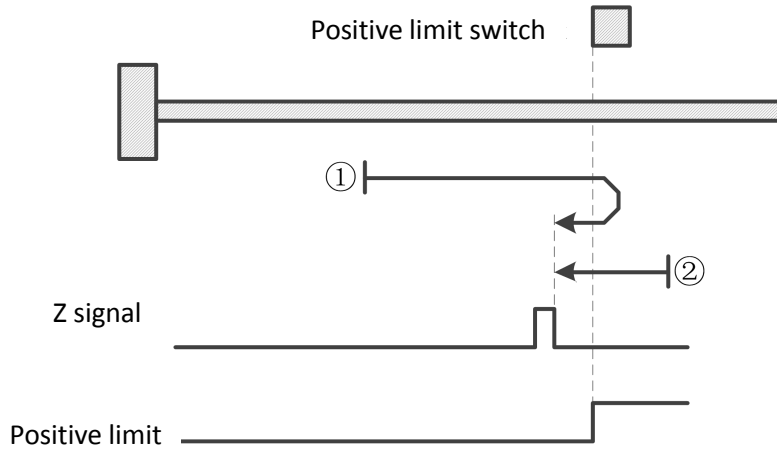 Positive limit switch
①
②
Z signal
Positive limit